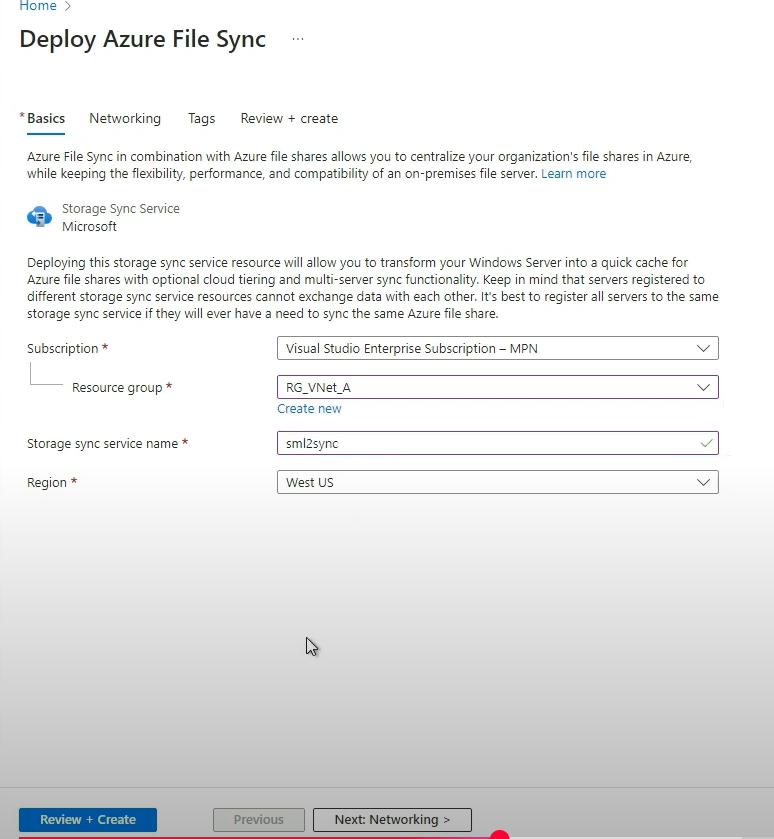 Home >
Deploy Azure File Sync ...
* Basics Networking Tags Review + create
Azure File Sync in combination with Azure file shares allows you to centralize your organization's file shares in Azure,
while keeping the flexibility, performance, and compatibility of an on-premises file server. Learn more
Storage Sync Service
Microsoft
Deploying this storage sync service resource will allow you to transform your Windows Server into a quick cache for
Azure file shares with optional cloud tiering and multi-server sync functionality. Keep in mind that servers registered to
different storage sync service resources cannot exchange data with each other. It's best to register all servers to the same
storage sync service if they will ever have a need to sync the same Azure file share.
Subscription * Visual Studio Enterprise Subscription – MPN
Resource group * RG_VNet_A
Create new
Storage sync service name * sml2sync
Region * West US
Review + Create Previous Next: Networking >